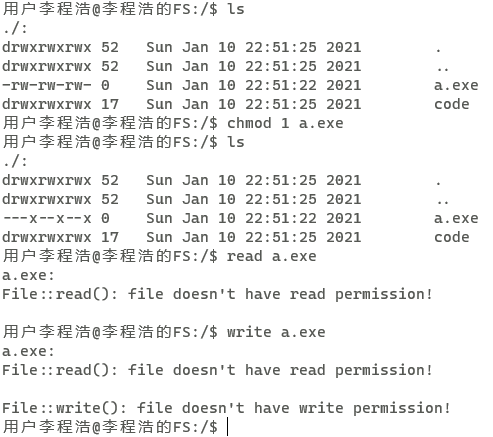 用户李程浩@李程浩的FS:/$ ls
./:
drwxrwxrwx 52   Sun Jan 10 22:51:25 2021        .
drwxrwxrwx 52   Sun Jan 10 22:51:25 2021        ..
-rw-rw-rw- 0    Sun Jan 10 22:51:22 2021        a.exe
drwxrwxrwx 17   Sun Jan 10 22:51:25 2021        code
用户李程浩@李程浩的FS:/$ chmod 1 a.exe
用户李程浩@李程浩的FS:/$ ls
./:
drwxrwxrwx 52   Sun Jan 10 22:51:25 2021        .
drwxrwxrwx 52   Sun Jan 10 22:51:25 2021        ..
---x--x--x 0    Sun Jan 10 22:51:22 2021        a.exe
drwxrwxrwx 17   Sun Jan 10 22:51:25 2021        code
用户李程浩@李程浩的FS:/$ read a.exe
a.exe:
File::read(): file doesn't have read permission!

用户李程浩@李程浩的FS:/$ write a.exe
a.exe:
File::read(): file doesn't have read permission!

File::write(): file doesn't have write permission!
用户李程浩@李程浩的FS:/$